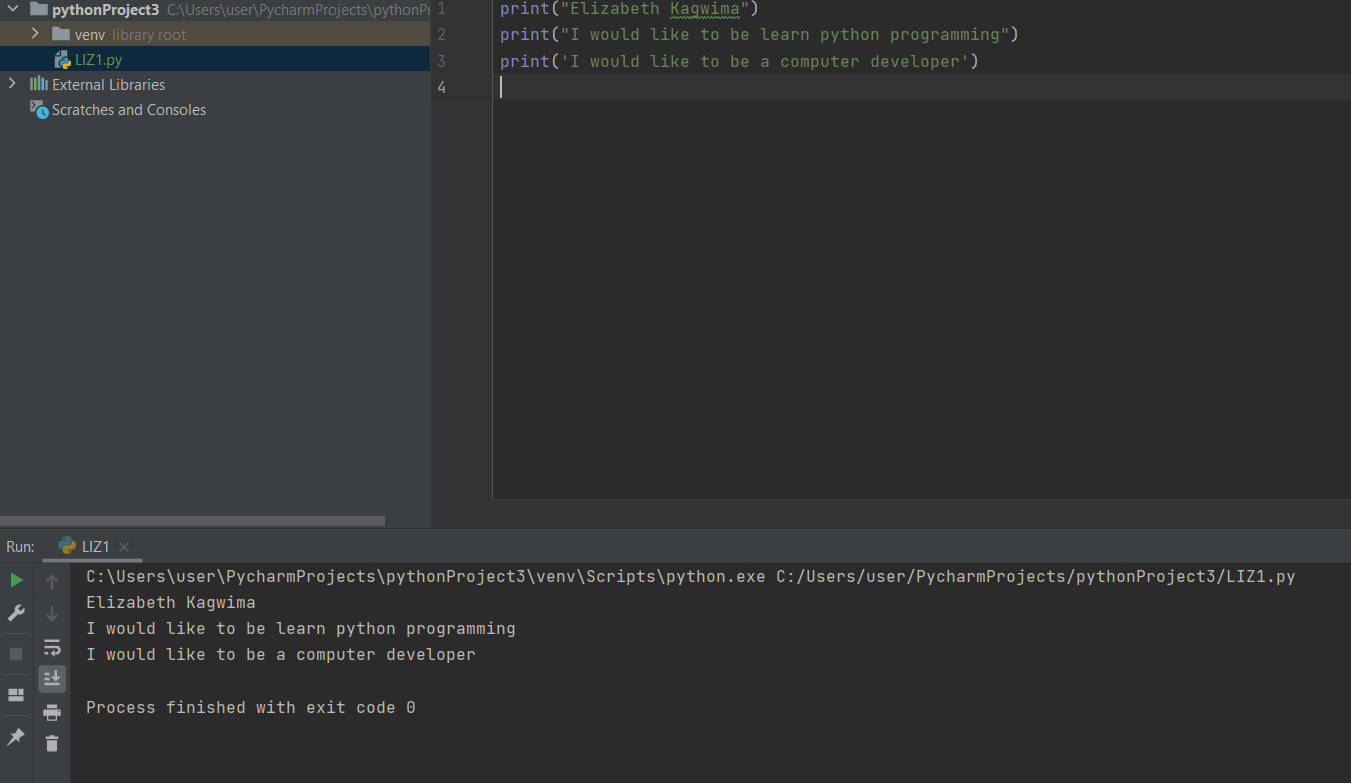 pythonProject3 C:\Users\user\PycharmProjects\pythonPr
venv library root
LIZ1.py
External Libraries
Scratches and Consoles
1 print("Elizabeth Kagwima")
2 print("I would like to be learn python programming")
3 print('I would like to be a computer developer')
4
Run: LIZ1
C:\Users\user\PycharmProjects\pythonProject3\venv\Scripts\python.exe C:/Users/user/PycharmProjects/pythonProject3/LIZ1.py
Elizabeth Kagwima
I would like to be learn python programming
I would like to be a computer developer
Process finished with exit code 0